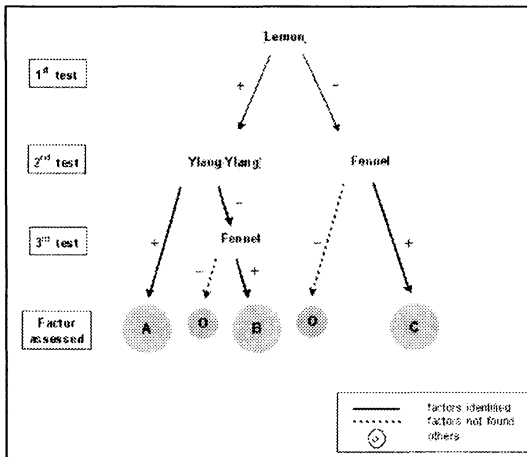 Lemon
1st test
+ -
2nd test
Ylang Ylang
Fennel
-
3rd test
Fennel
+ - + - +
Factor
assessed
A O B O C
factors identified
factors not found
others